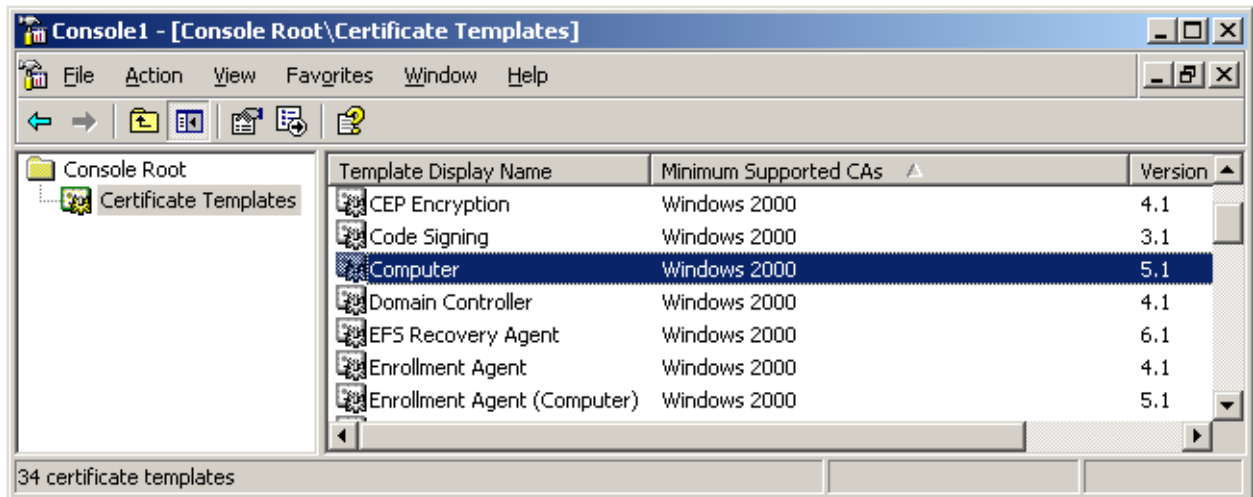 Console1 - [Console Root\Certificate Templates]
File Action View Favorites Window Help
Console Root
Certificate Templates
Template Display Name Minimum Supported CAs Version
CEP Encryption Windows 2000 4.1
Code Signing Windows 2000 3.1
Computer Windows 2000 5.1
Domain Controller Windows 2000 4.1
EFS Recovery Agent Windows 2000 6.1
Enrollment Agent Windows 2000 4.1
Enrollment Agent (Computer) Windows 2000 5.1
34 certificate templates